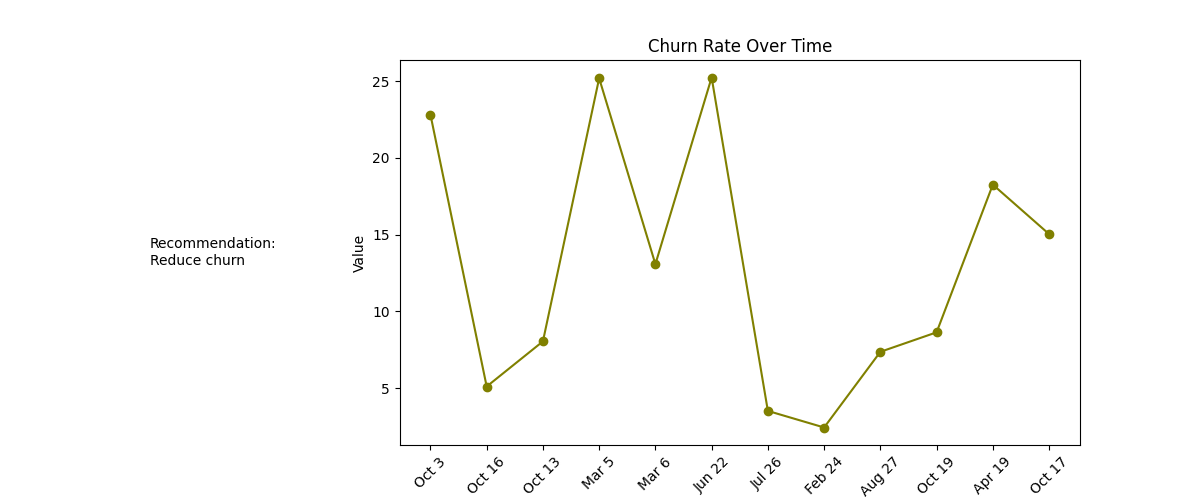 Churn Rate Over Time
Recommendation:
Reduce churn
Value
25
20
15
10
5
Oct 3
Oct 16
Oct 13
Mar 5
Mar 6
Jun 22
Jul 26
Feb 24
Aug 27
Oct 19
Apr 19
Oct 17